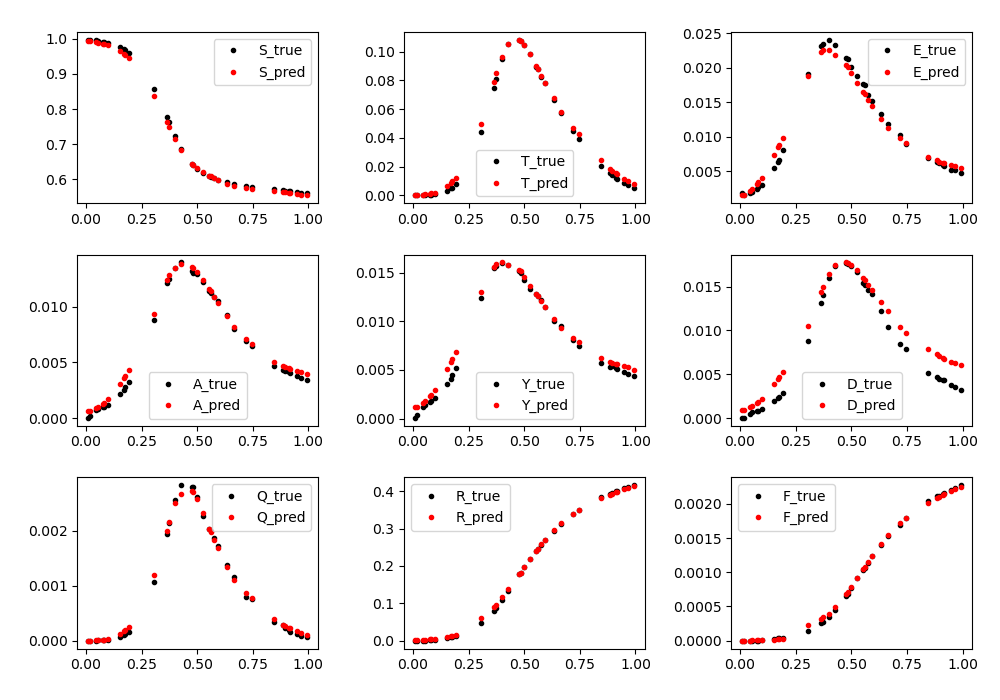 1.0
0.9
0.8
0.7
0.6
S_true
S_pred
0.00 0.25 0.50 0.75 1.00
0.10
0.08
0.06
0.04
0.02
0.00
T_true
T_pred
0.00 0.25 0.50 0.75 1.00
0.025
0.020
0.015
0.010
0.005
E_true
E_pred
0.00 0.25 0.50 0.75 1.00
0.010
0.005
0.000
A_true
A_pred
0.00 0.25 0.50 0.75 1.00
0.015
0.010
0.005
0.000
Y_true
Y_pred
0.00 0.25 0.50 0.75 1.00
0.015
0.010
0.005
0.000
D_true
D_pred
0.00 0.25 0.50 0.75 1.00
0.002
0.001
0.000
Q_true
Q_pred
0.00 0.25 0.50 0.75 1.00
0.4
0.3
0.2
0.1
0.0
R_true
R_pred
0.00 0.25 0.50 0.75 1.00
0.0020
0.0015
0.0010
0.0005
0.0000
F_true
F_pred
0.00 0.25 0.50 0.75 1.00